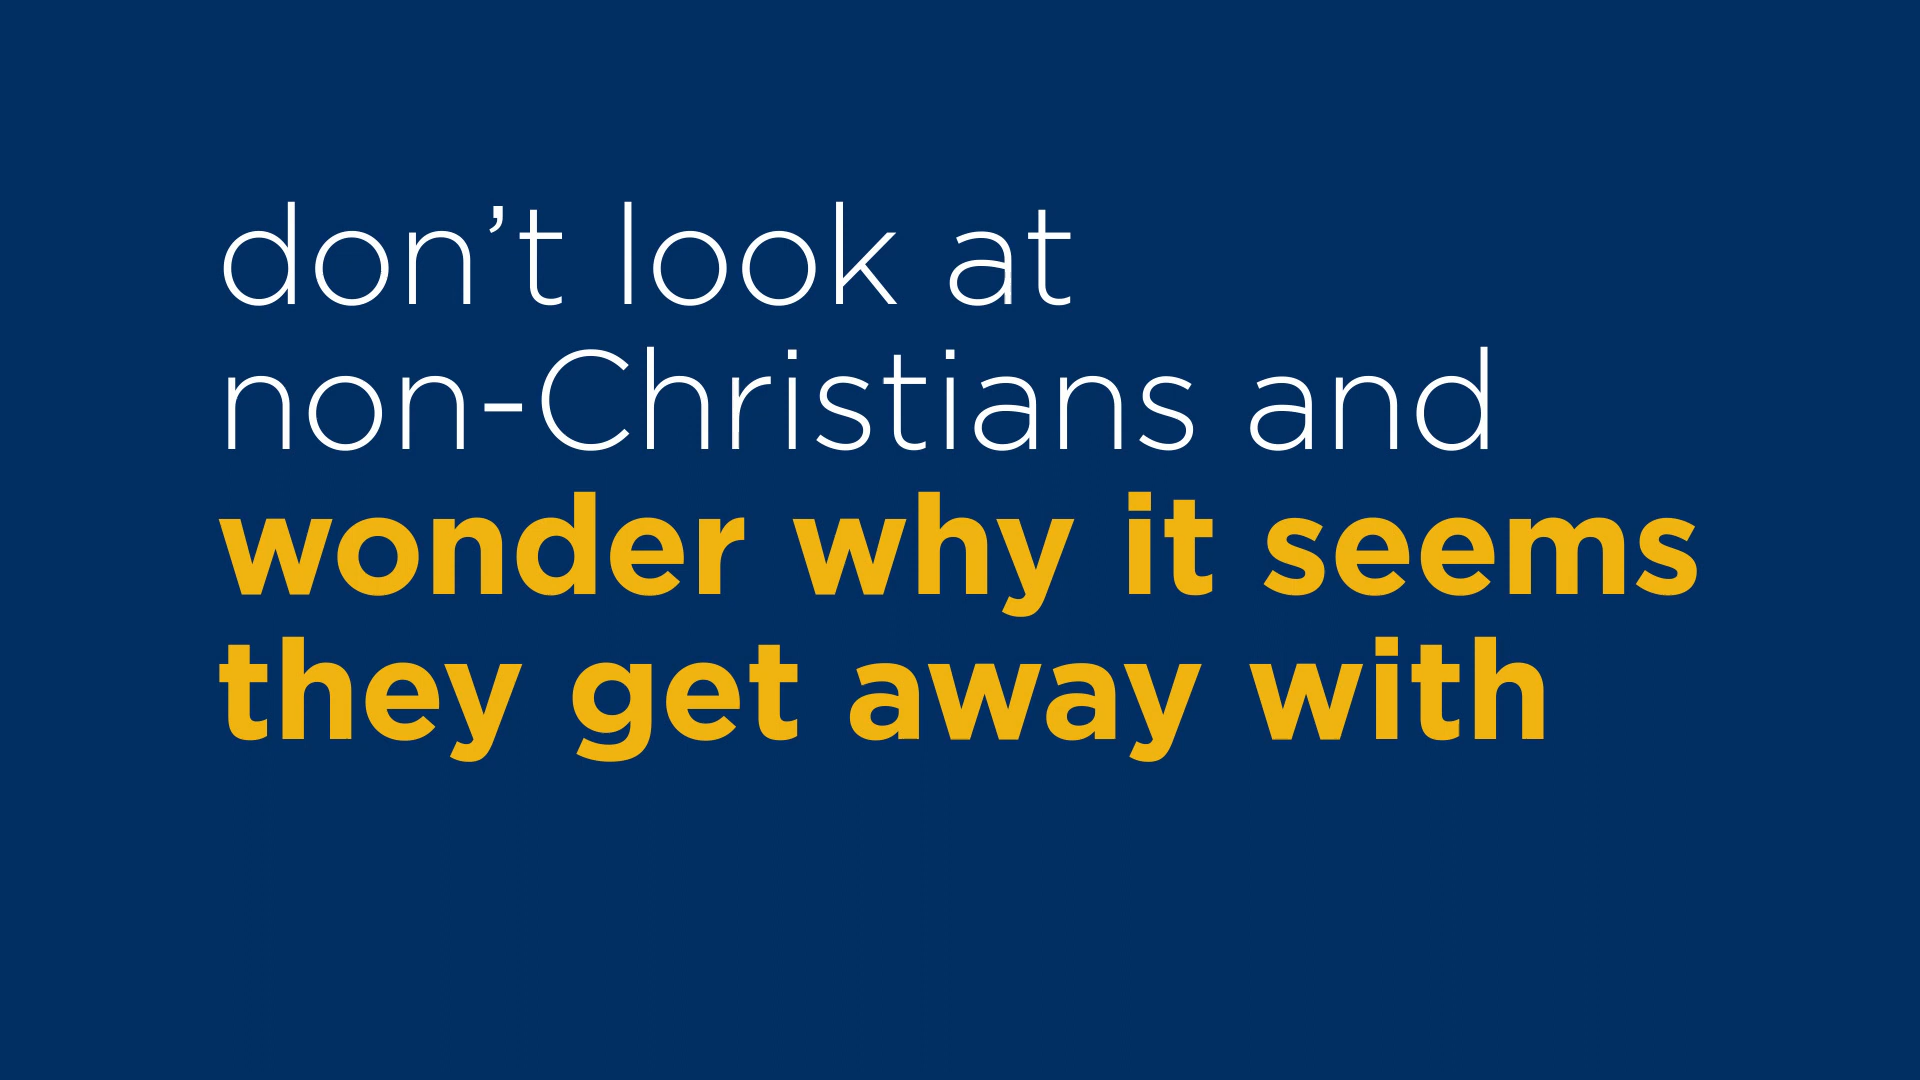 don’t look at
non-Christians and
wonder why it seems
they get away with